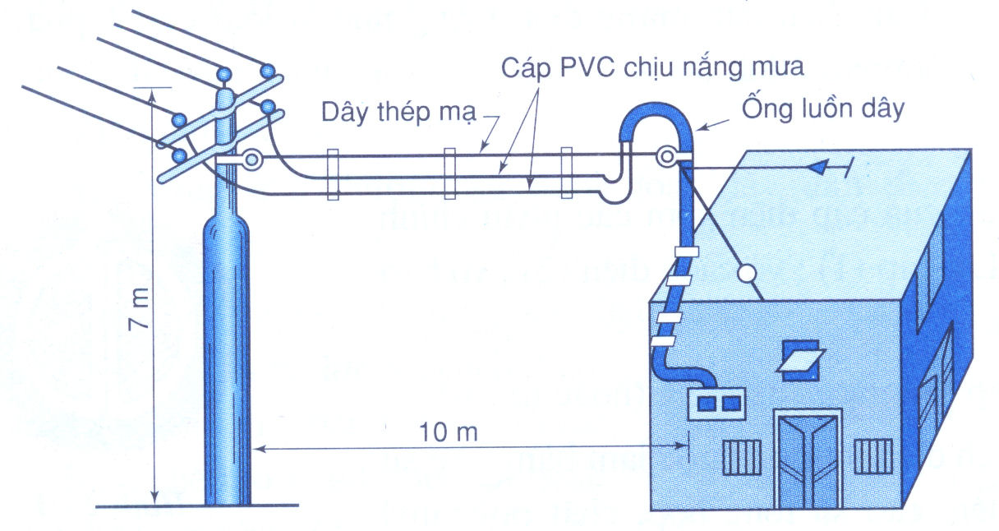 Cáp PVC chịu nắng mưa
Dây thép mạ
Ống luồn dây
7 m
10 m